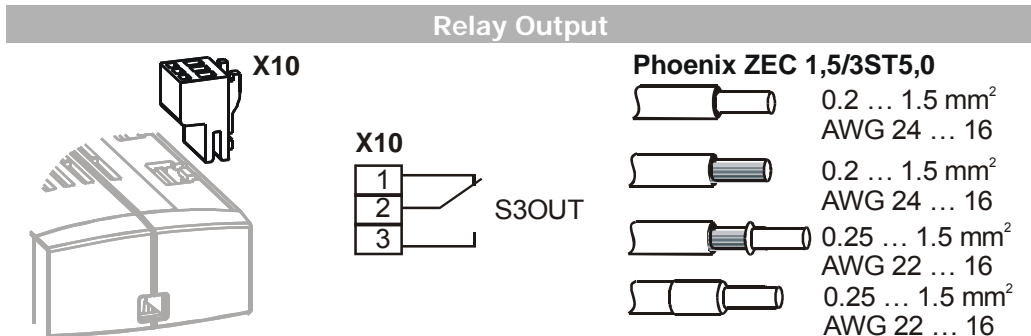 Relay Output
X10
X10
1
2
3
S3OUT
Phoenix ZEC 1,5/3ST5,0
0.2 … 1.5 mm²
AWG 24 … 16
0.2 … 1.5 mm²
AWG 24 … 16
0.25 … 1.5 mm²
AWG 22 … 16
0.25 … 1.5 mm²
AWG 22 … 16